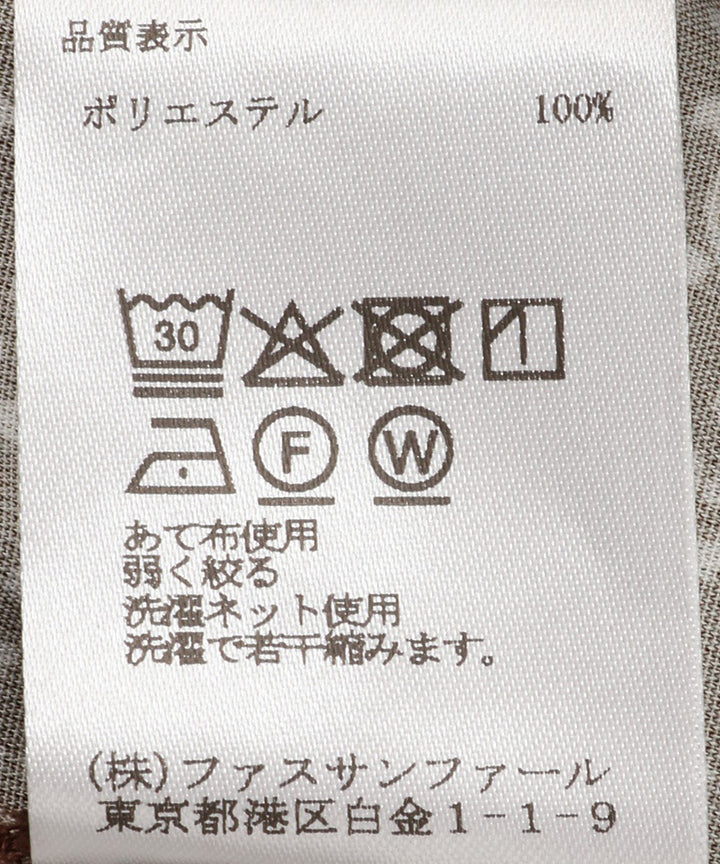 品質表示
ポリエステル 100%
30
F W
あて布使用
弱く絞る
洗濯ネット使用
洗濯で若干縮みます。
(株)ファスサンファール
東京都港区白金1-1-9